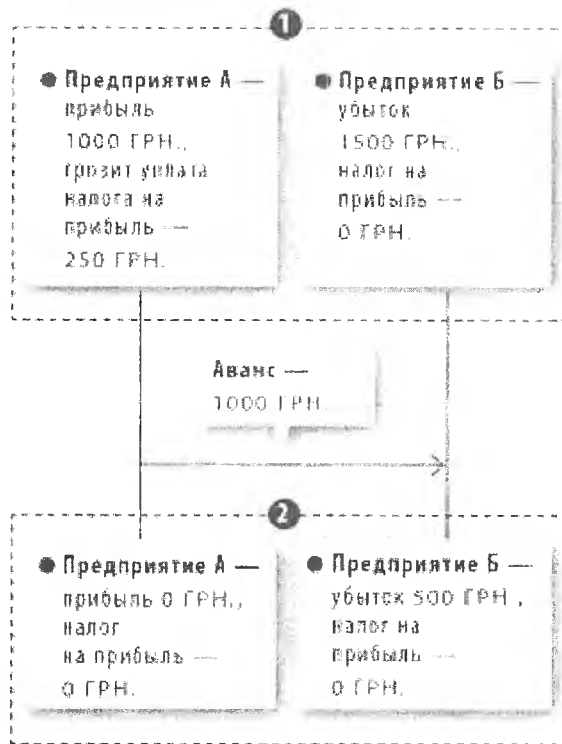 1
● Предприятие А —
прибыль
1000 ГРН.,
грозит уплата
налога на
прибыль —
250 ГРН.
● Предприятие Б —
убыток
1500 ГРН.,
налог на
прибыль —
0 ГРН.
Аванс —
1000 ГРН.
2
● Предприятие А —
прибыль 0 ГРН.,
налог
на прибыль —
0 ГРН.
● Предприятие Б —
убыток 500 ГРН.,
налог на
прибыль —
0 ГРН.